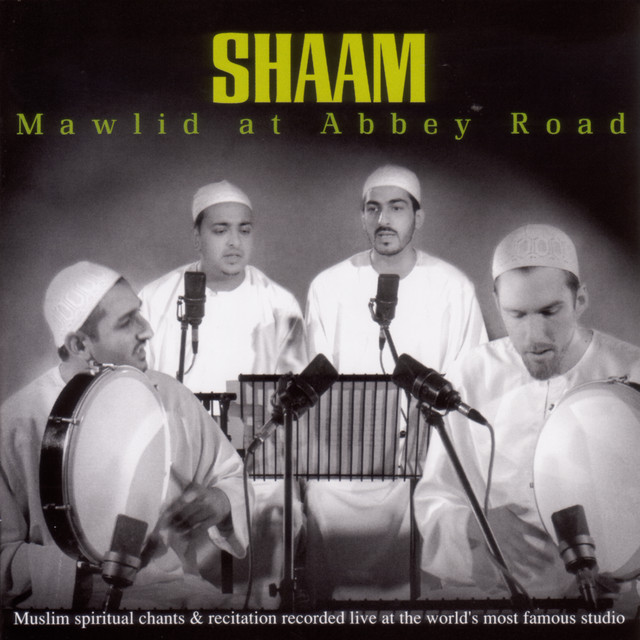 SHAAM
Mawlid at Abbey Road
Muslim spiritual chants & recitation recorded live at the world's most famous studio